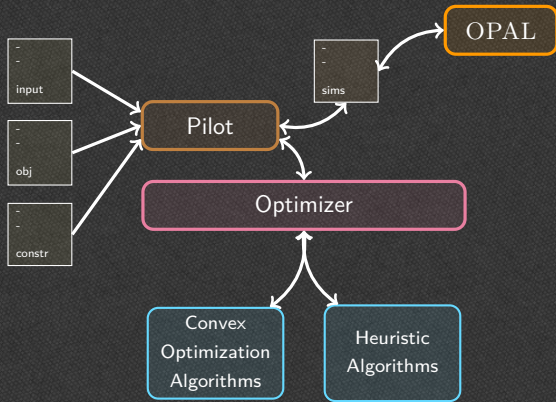 OPAL
-
-
input
-
-
sims
Pilot
-
-
obj
Optimizer
-
-
constr
Convex
Optimization
Algorithms
Heuristic
Algorithms